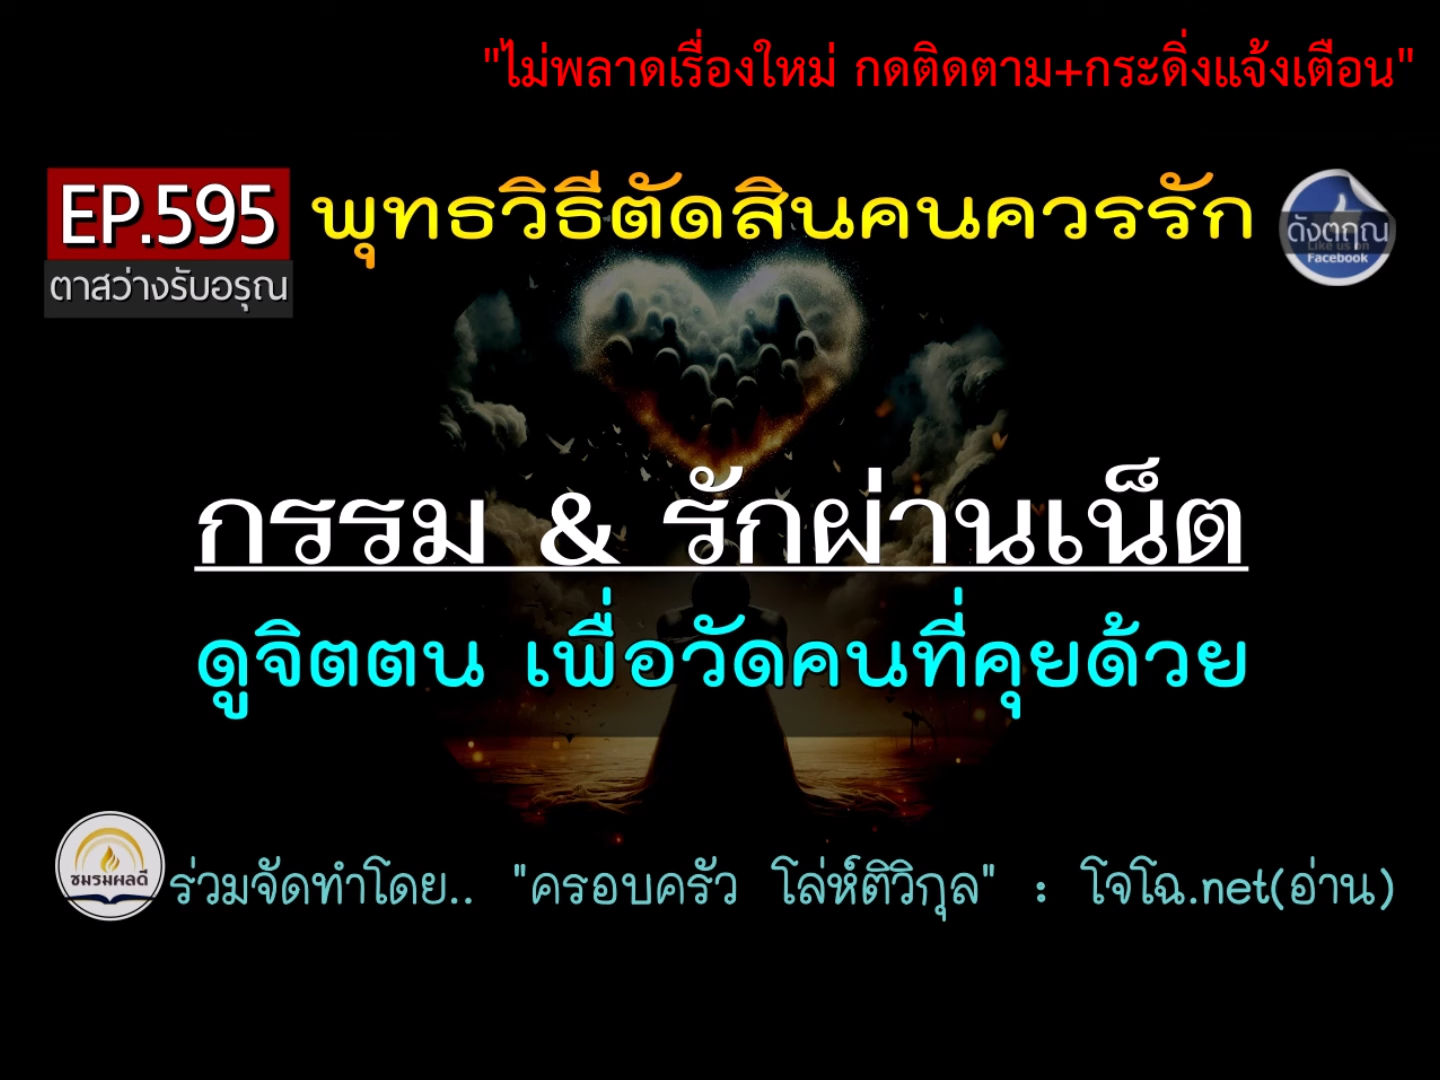 "ไม่พลาดเรื่องใหม่ กดติดตาม+กระดิ่งแจ้งเตือน"
EP.595 พุทธวิธีตัดสินคนควรรัก
ตาสว่างรับอรุณ
ดังตฤณ
Like us on
Facebook
กรรม & รักผ่านเน็ต
ดูจิตตน เพื่อวัดคนที่คุยด้วย
ชมรมผลดี
ร่วมจัดทำโดย.. "ครอบครัว โล่ห์ติวิกุล" : โจโฉ.net(อ่าน)